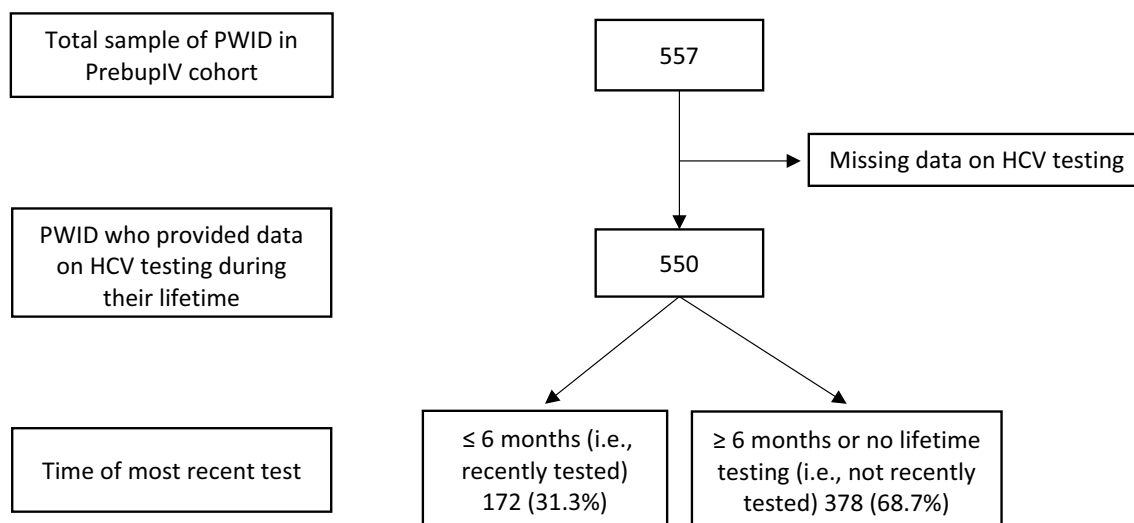 Total sample of PWID in
PrebupIV cohort
557
Missing data on HCV testing
PWID who provided data
on HCV testing during
their lifetime
550
Time of most recent test
≤ 6 months (i.e.,
recently tested)
172 (31.3%)
≥ 6 months or no lifetime
testing (i.e., not recently
tested) 378 (68.7%)